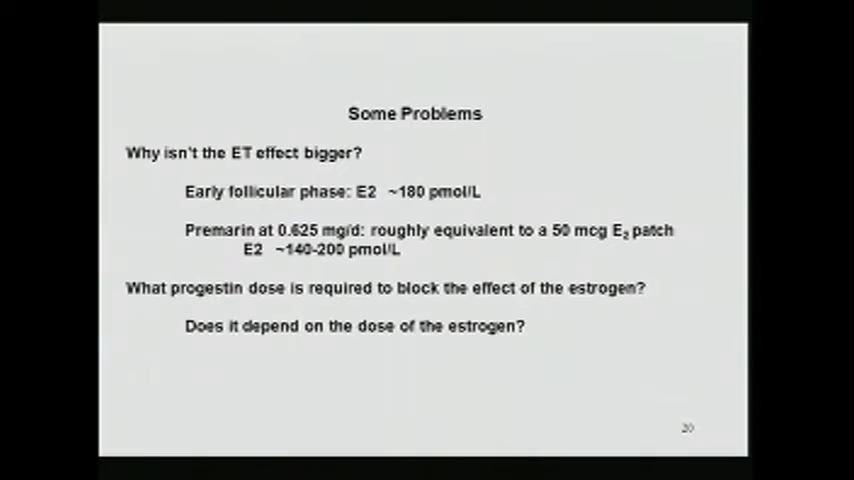 Some Problems
Why isn't the ET effect bigger?
Early follicular phase: E2 ~180 pmol/L
Premarin at 0.625 mg/d: roughly equivalent to a 50 mcg E₂ patch
E2 ~140-200 pmol/L
What progestin dose is required to block the effect of the estrogen?
Does it depend on the dose of the estrogen?
20